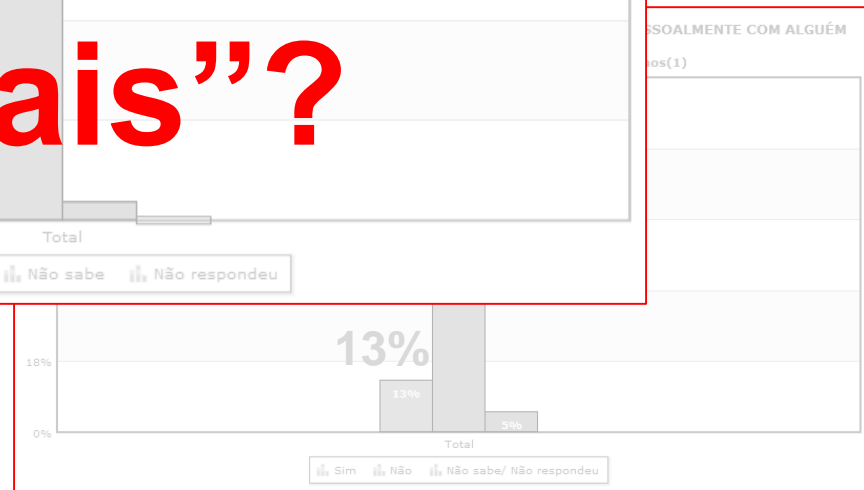 ais”?
Total
Não sabe Não respondeu
SSOALMENTE COM ALGUÉM
nos(1)
18%
13%
13%
5%
0%
Total
Sim Não Não sabe/ Não respondeu